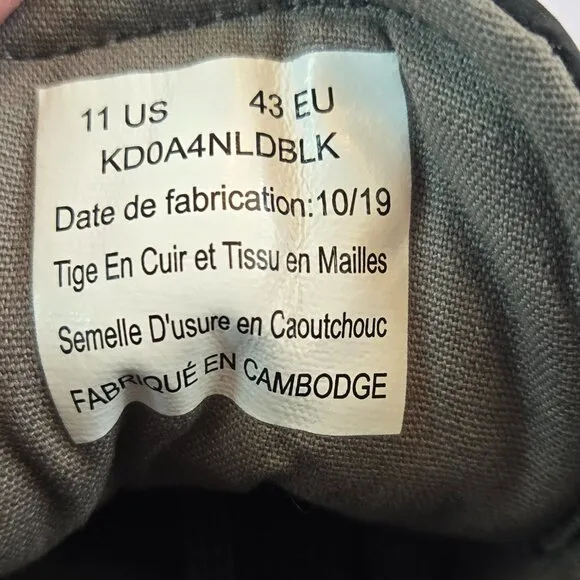 11 US 43 EU
KD0A4NLDBLK
Date de fabrication:10/19
Tige En Cuir et Tissu en Mailles
Semelle D'usure en Caoutchouc
FABRIQUÉ EN CAMBODGE